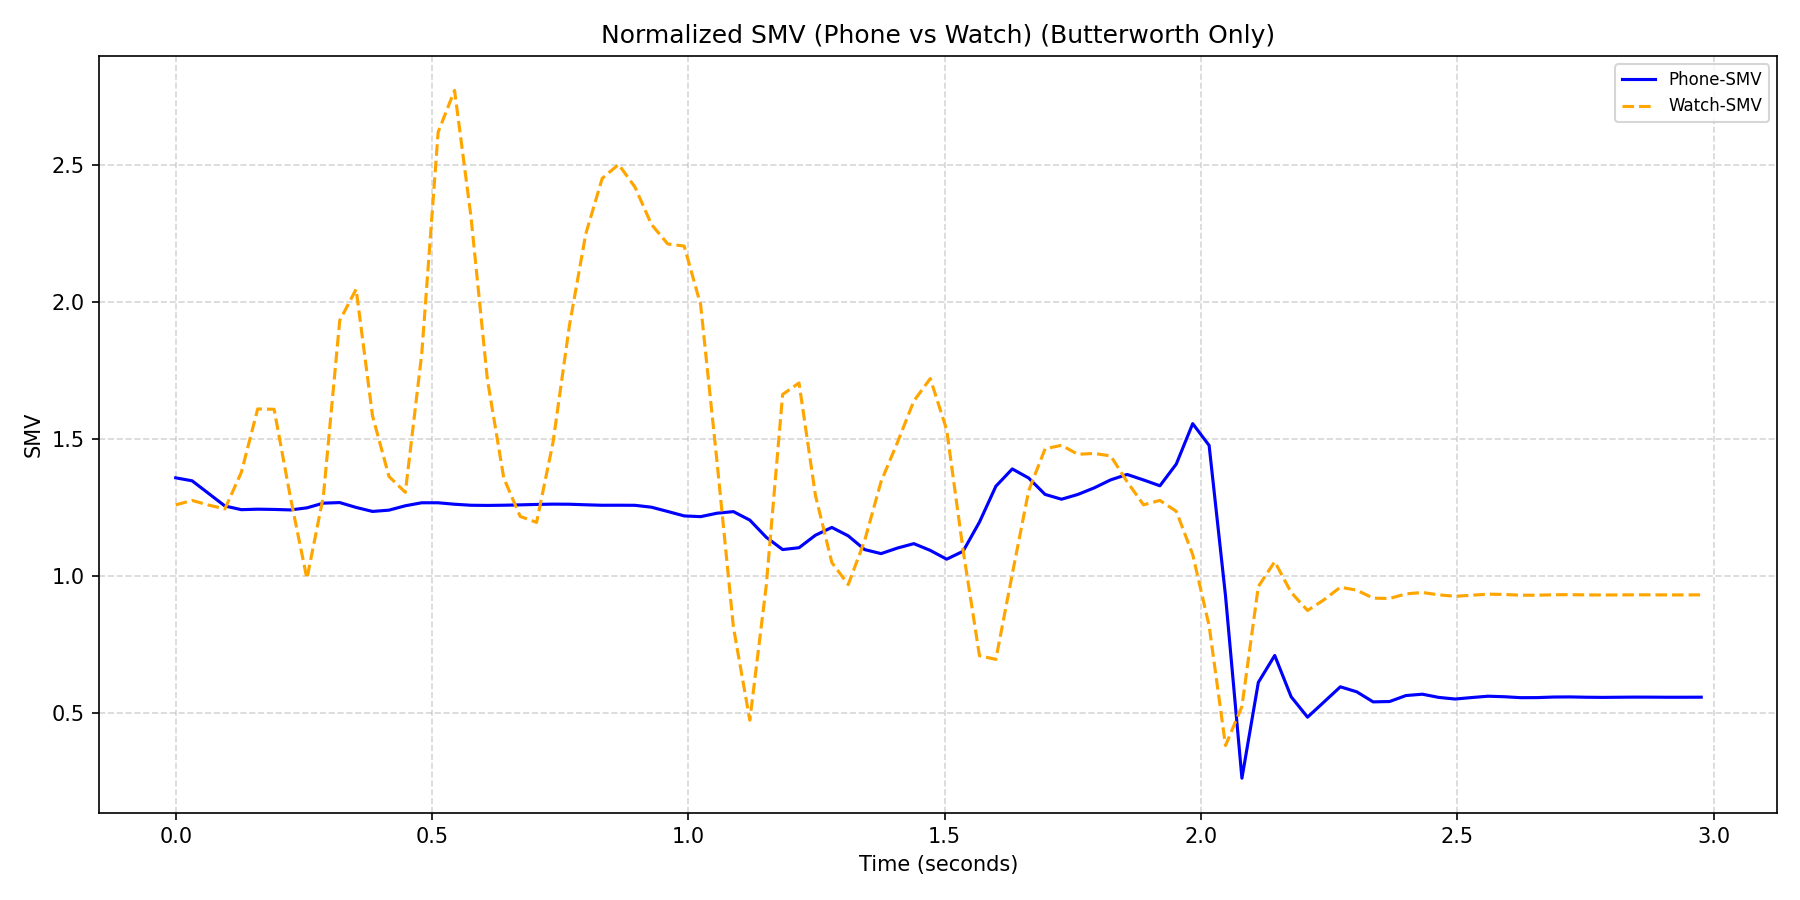 Normalized SMV (Phone vs Watch) (Butterworth Only)
Phone-SMV
Watch-SMV
SMV
2.5
2.0
1.5
1.0
0.5
0.0 0.5 1.0 1.5 2.0 2.5 3.0
Time (seconds)